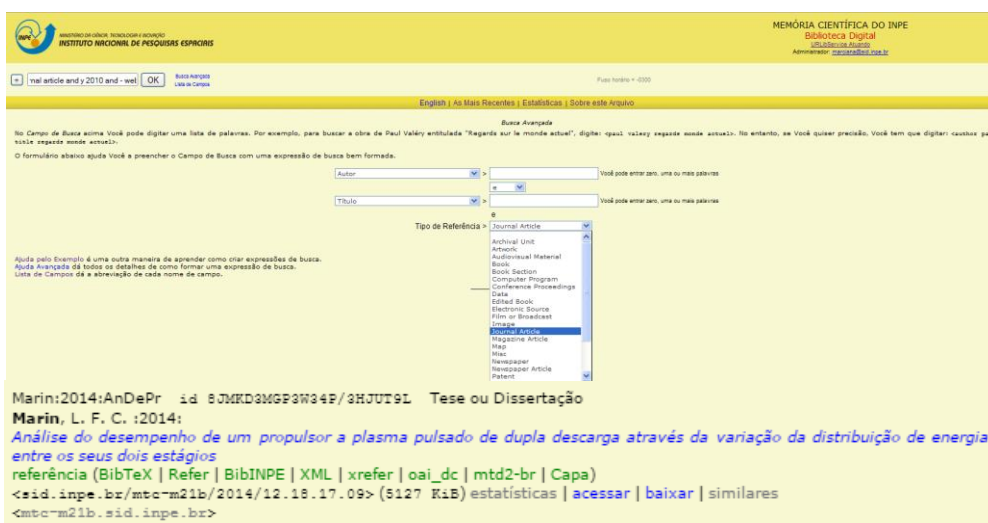 INPE
MINISTÉRIO DA CIÊNCIA, TECNOLOGIA E INOVAÇÃO
INSTITUTO NACIONAL DE PESQUISAS ESPACIAIS
MEMÓRIA CIENTÍFICA DO INPE
Biblioteca Digital
URLibService Atuando
Administrador: marciana@sid.inpe.br
+ nal article and y 2010 and - wel OK Busca Avançada
Lista de Campos
Fuso horário = -0300
English | As Mais Recentes | Estatísticas | Sobre este Arquivo
Busca Avançada
No Campo de Busca acima Você pode digitar uma lista de palavras. Por exemplo, para buscar a obra de Paul Valéry entitulada "Regards sur le monde actuel", digite: <paul valery regards monde actuel>. No entanto, se Você quiser precisão, Você tem que digitar: <author pa
title regards monde actuel>.
O formulário abaixo ajuda Você a preencher o Campo de Busca com uma expressão de busca bem formada.
Autor > Você pode entrar zero, uma ou mais palavras
e
Título > Você pode entrar zero, uma ou mais palavras
e
Tipo de Referência > Journal Article
Archival Unit
Artwork
Audiovisual Material
Book
Book Section
Computer Program
Conference Proceedings
Data
Edited Book
Electronic Source
Film or Broadcast
Image
Journal Article
Magazine Article
Map
Misc
Newspaper
Newspaper Article
Patent
Ajuda pelo Exemplo é uma outra maneira de aprender como criar expressões de busca.
Ajuda Avançada dá todos os detalhes de como formar uma expressão de busca.
Lista de Campos dá a abreviação de cada nome de campo.
Marin:2014:AnDePr id 8JMKD3MGP3W34P/3HJUT9L Tese ou Dissertação
Marin, L. F. C. :2014:
Análise do desempenho de um propulsor a plasma pulsado de dupla descarga através da variação da distribuição de energia
entre os seus dois estágios
referência (BibTeX | Refer | BibINPE | XML | xrefer | oai_dc | mtd2-br | Capa)
<sid.inpe.br/mtc-m21b/2014/12.18.17.09> (5127 KiB) estatísticas | acessar | baixar | similares
<mtc-m21b.sid.inpe.br>